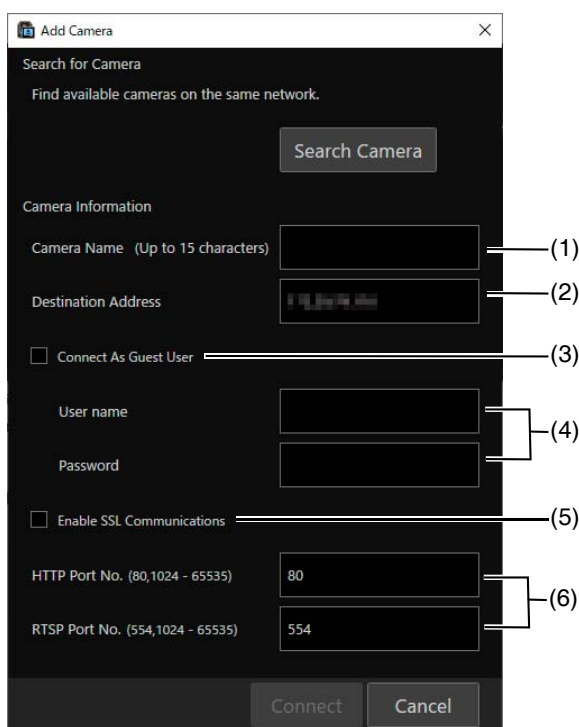 Add Camera
Search for Camera
Find available cameras on the same network.
Search Camera
Camera Information
Camera Name (Up to 15 characters) (1)
Destination Address (2)
Connect As Guest User (3)
User name
(4)
Password
Enable SSL Communications (5)
HTTP Port No. (80,1024 - 65535) 80
(6)
RTSP Port No. (554,1024 - 65535) 554
Connect Cancel